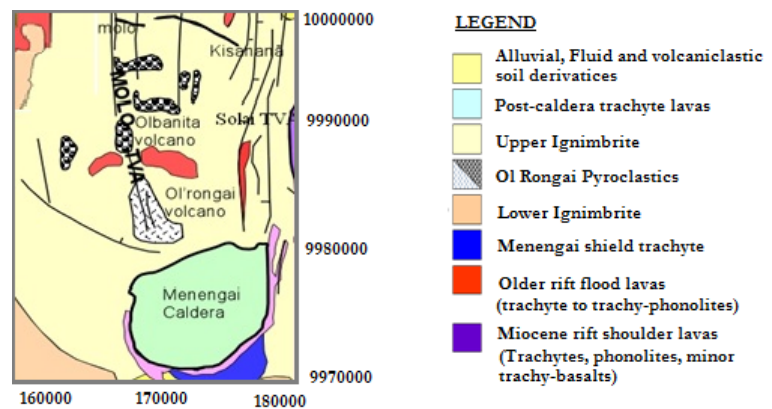 molo
Kisanana
MOLO TVA
Olbanita
volcano
Solai TVA
Ol'rongai
volcano
Menengai
Caldera
10000000
9990000
9980000
9970000
160000
170000
180000
LEGEND
Alluvial, Fluid and volcaniclastic
soil derivatices
Post-caldera trachyte lavas
Upper Ignimbrite
Ol Rongai Pyroclastics
Lower Ignimbrite
Menengai shield trachyte
Older rift flood lavas
(trachyte to trachy-phonolites)
Miocene rift shoulder lavas
(Trachytes, phonolites, minor
trachy-basalts)